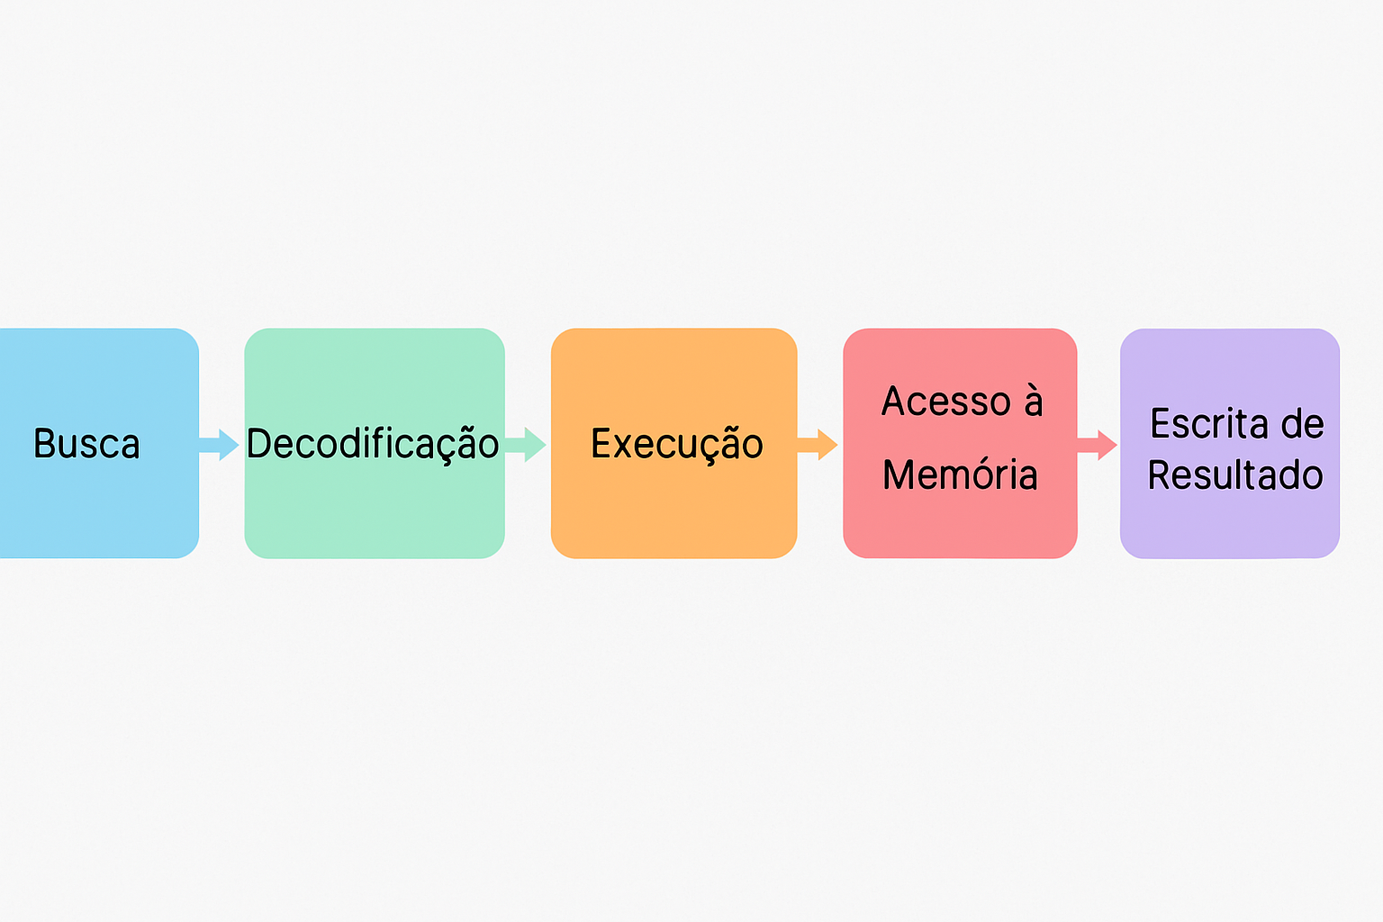 Busca
Decodificação
Execução
Acesso à
Memória
Escrita de
Resultado